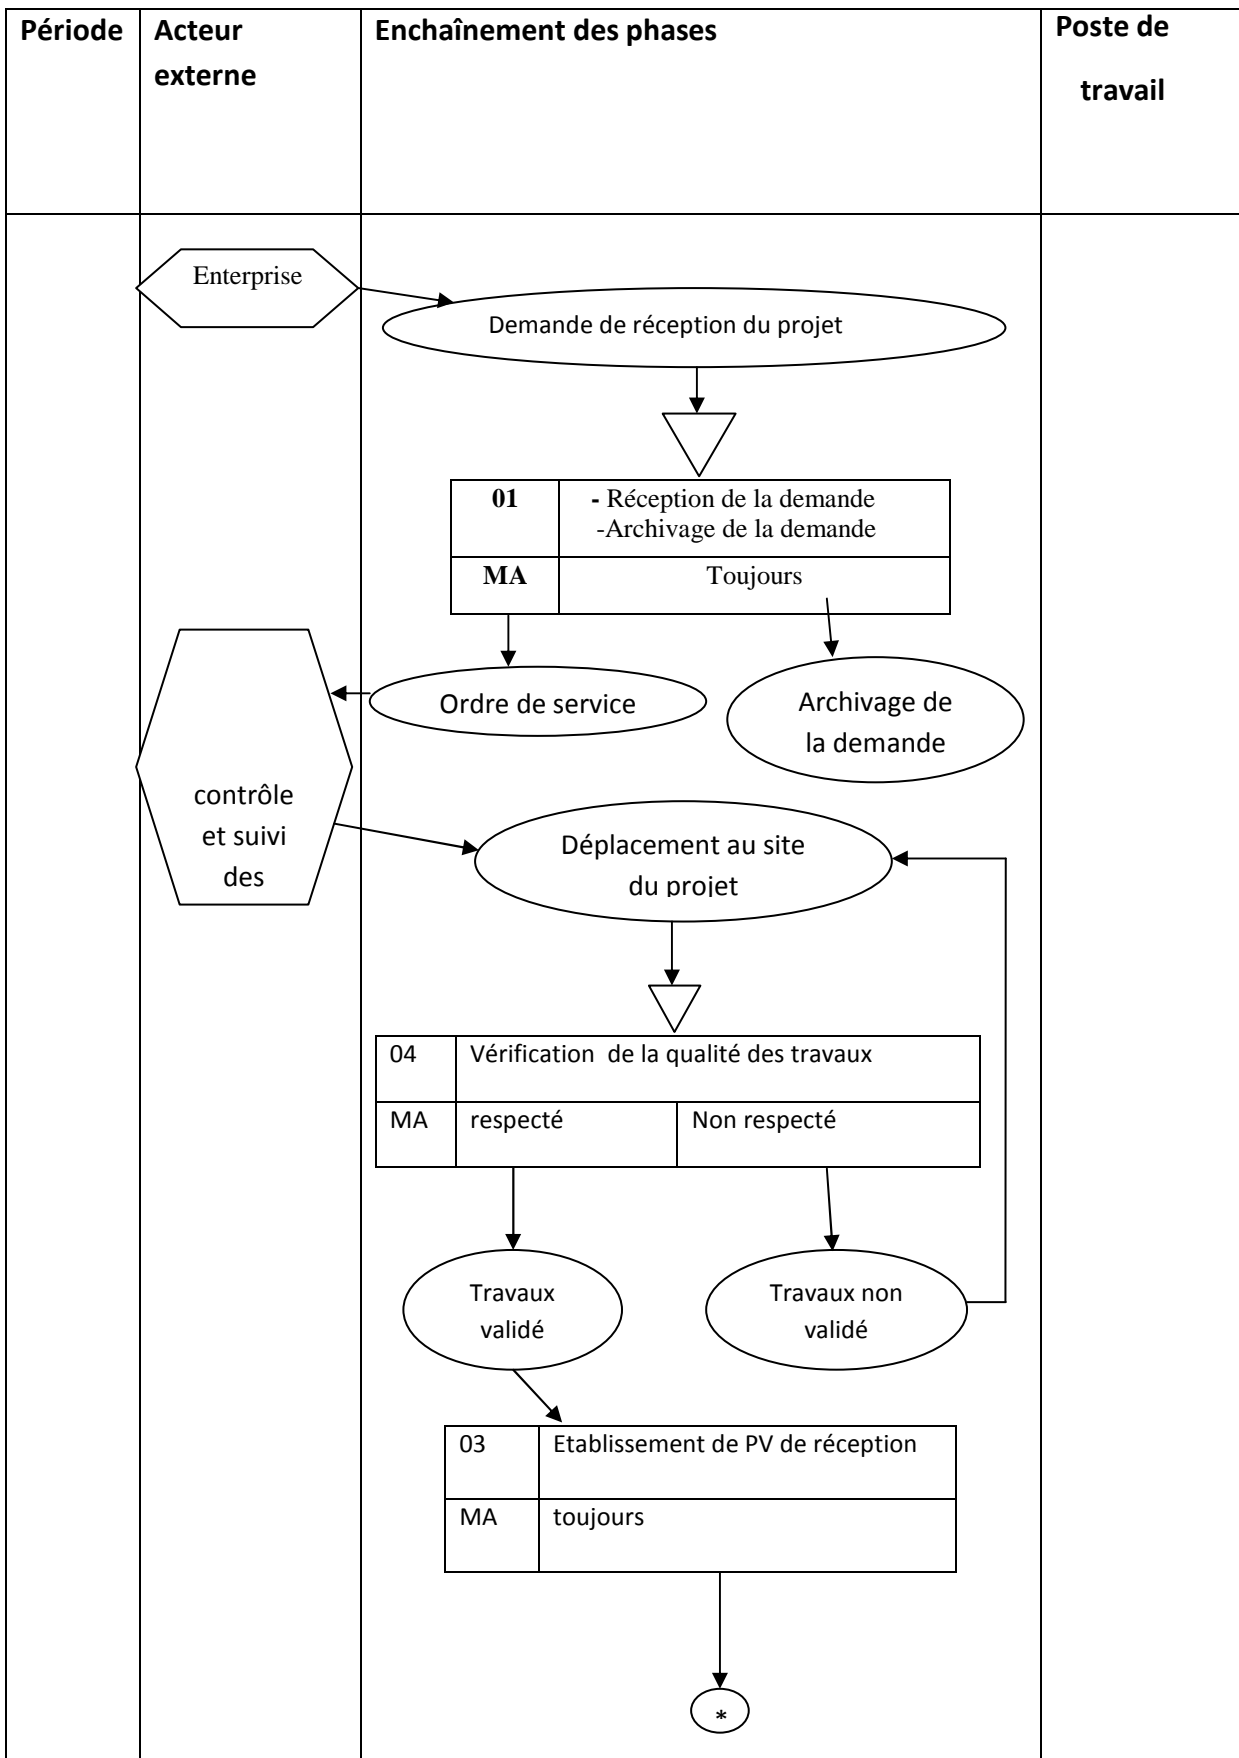 Période
Acteur
externe
Enchaînement des phases
Poste de
travail
Enterprise
Demande de réception du projet
01
- Réception de la demande
-Archivage de la demande
MA
Toujours
Ordre de service
Archivage de
la demande
contrôle
et suivi
des
Déplacement au site
du projet
04
Vérification de la qualité des travaux
MA
respecté
Non respecté
Travaux
validé
Travaux non
validé
03
Etablissement de PV de réception
MA
toujours
*